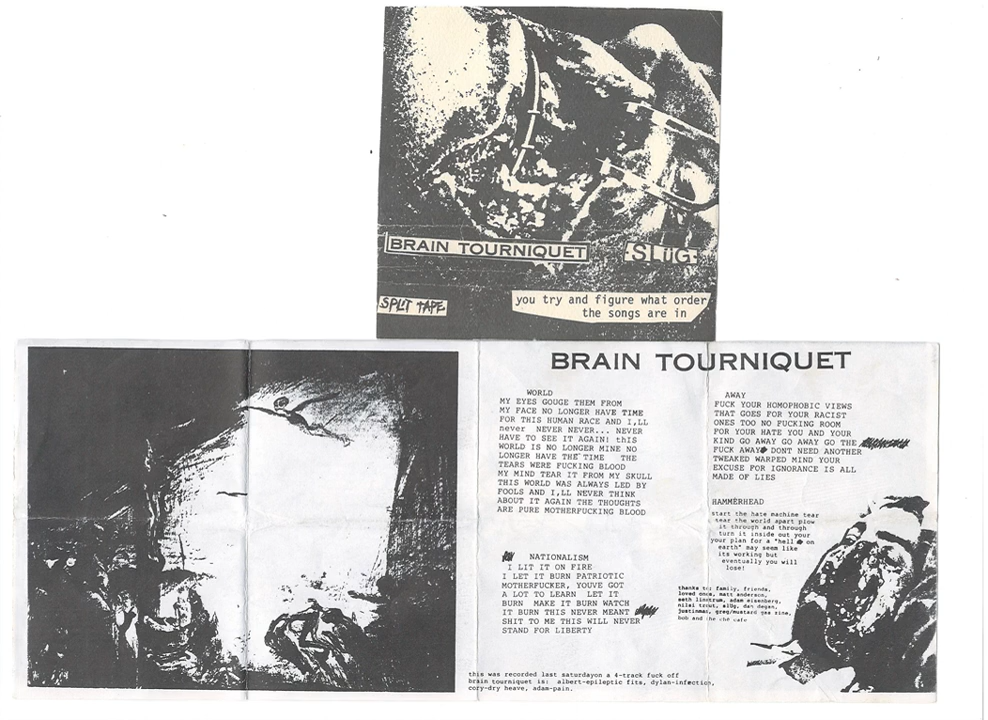 BRAIN TOURNIQUET
SLüG
SPLIT TAPE
you try and figure what order
the songs are in
BRAIN TOURNIQUET
WORLD
MY EYES GOUGE THEM FROM
MY FACE NO LONGER HAVE TIME
FOR THIS HUMAN RACE AND I,LL
never NEVER NEVER... NEVER
HAVE TO SEE IT AGAIN! thIS
WORLD IS NO LONGER MINE NO
LONGER HAVE THE TIME THE
TEARS WERE FUCKING BLOOD
MY MIND TEAR IT FROM MY SKULL
THIS WORLD WAS ALWAYS LED BY
FOOLS AND I,LL NEVER THINK
ABOUT IT AGAIN THE THOUGHTS
ARE PURE MOTHERFUCKING BLOOD
NATIONALISM
I LIT IT ON FIRE
I LET IT BURN PATRIOTIC
MOTHERFUCKER, YOUVE GOT
A LOT TO LEARN LET IT
BURN MAKE IT BURN WATCH
IT BURN THIS NEVER MEANT
SHIT TO ME THIS WILL NEVER
STAND FOR LIBERTY
AWAY
FUCK YOUR HOMOPHOBIC VIEWS
THAT GOES FOR YOUR RACIST
ONES TOO NO FUCKING ROOM
FOR YOUR HATE YOU AND YOUR
KIND GO AWAY GO AWAY GO THE
FUCK AWAY DONT NEED ANOTHER
TWEAKED WARPED MIND YOUR
EXCUSE FOR IGNORANCE IS ALL
MADE OF LIES
HAMMERHEAD
start the hate machine tear
tear the world apart plow
it through and through
turn it inside out your
your plan for a "hell on
earth" may seem like
its working but
eventually you will
lose!
thanks to: family, friends,
loved ones, matt anderson,
seth linstrum, adam eisenberg,
nilai trout, slüg, dan degen,
justinmac, greg/mustard gas zine,
bob and the che cafe
this was recorded last saturdayon a 4-track fuck off
brain tourniquet is: albert-epileptic fits, dylan-infection,
cory-dry heave, adam-pain.